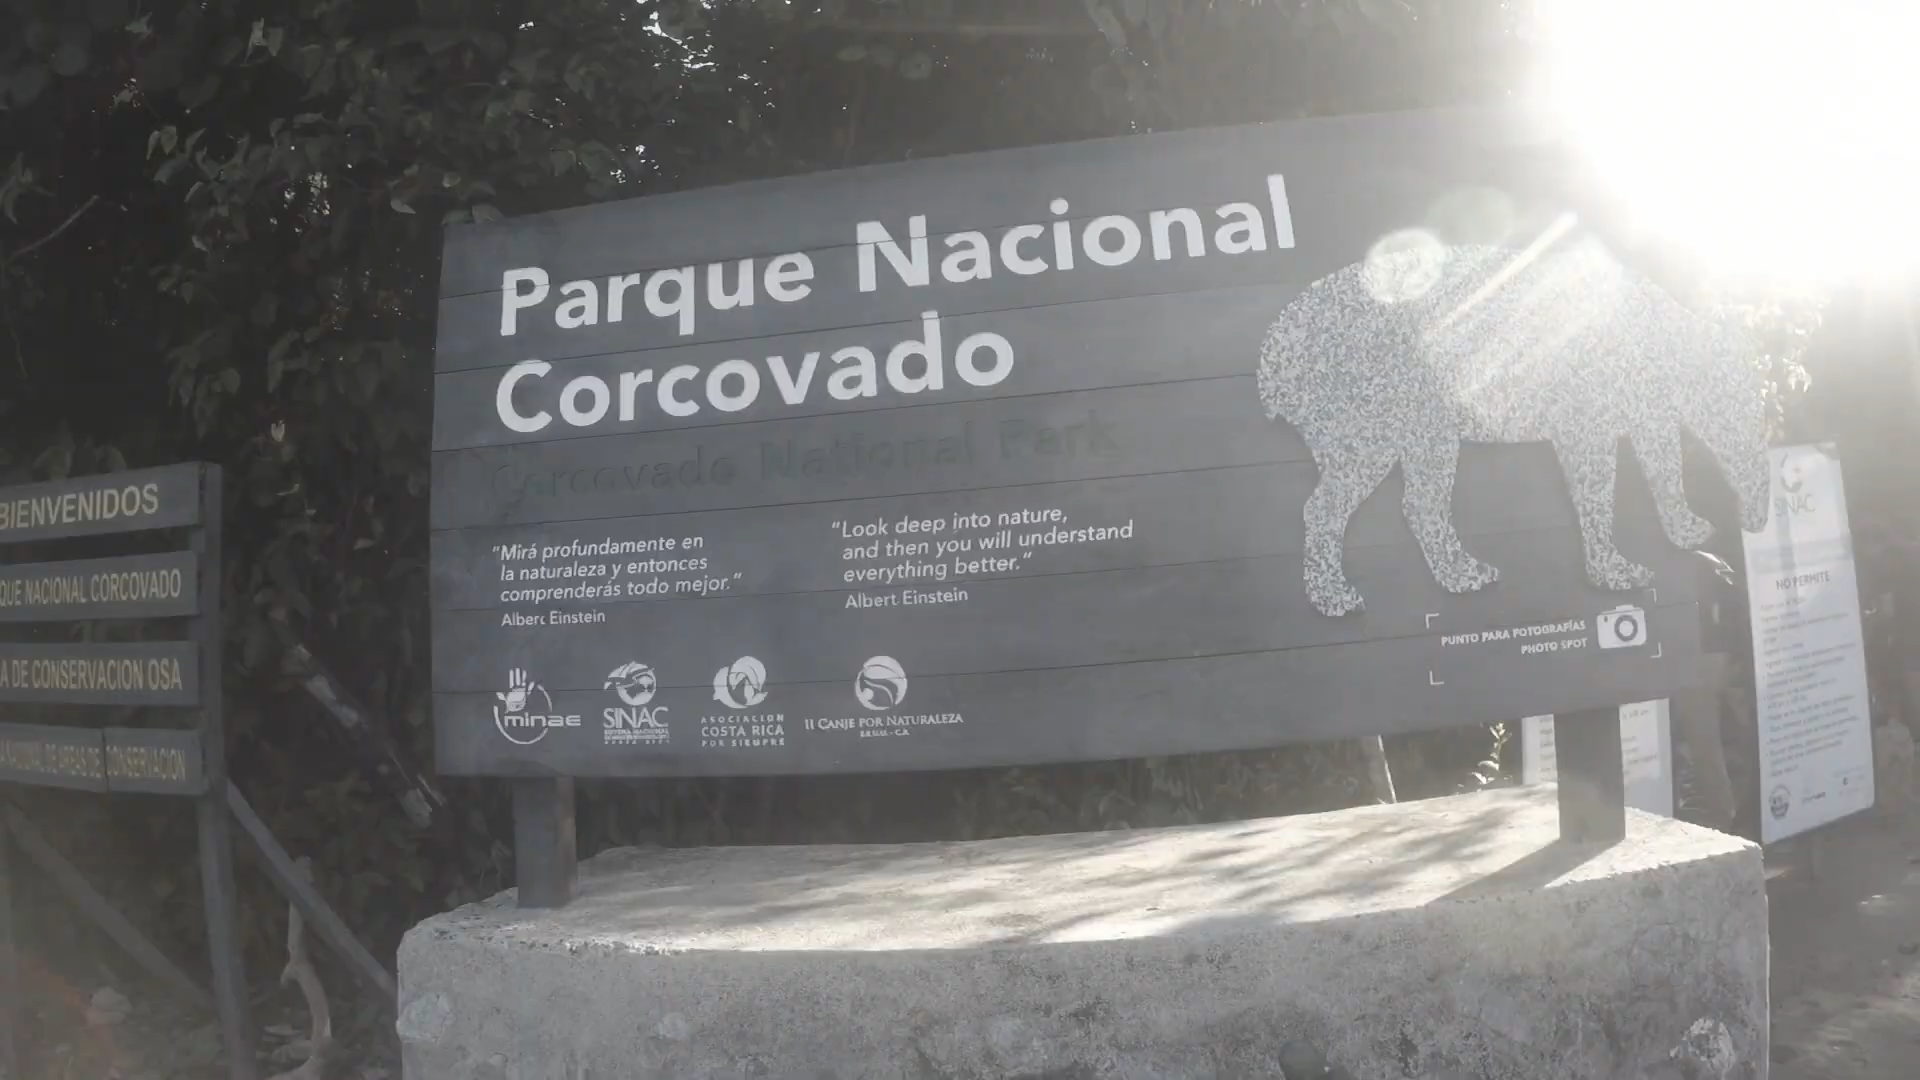 Parque Nacional
Corcovado
Corcovado National Park
“Mirá profundamente en
la naturaleza y entonces
comprenderás todo mejor.”
Albert Einstein
“Look deep into nature,
and then you will understand
everything better.”
Albert Einstein
minae
SINAC
ASOCIACION
COSTA RICA
POR SIEMPRE
II CANJE POR NATURALEZA
E.E.U.U. - C.R.
PUNTO PARA FOTOGRAFÍAS
PHOTO SPOT
BIENVENIDOS
QUE NACIONAL CORCOVADO
A DE CONSERVACION OSA
NACIONAL DE AREAS DE CONSERVACION
SINAC
NO PERMITE